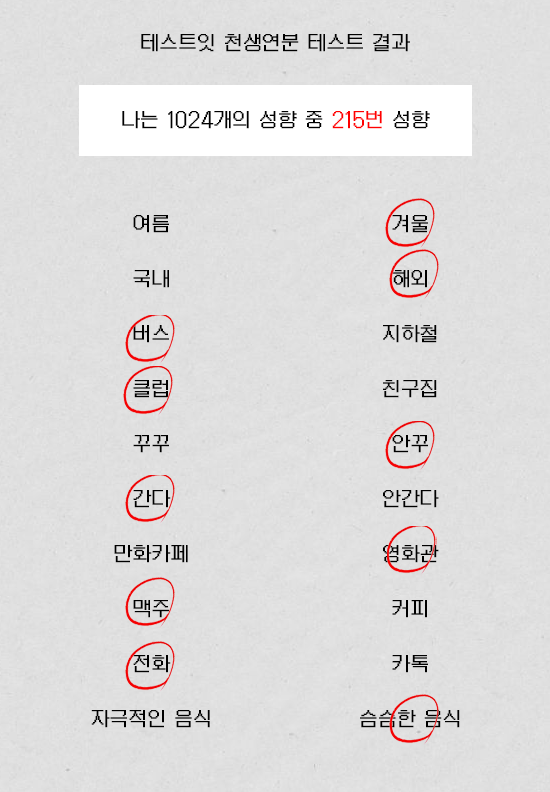 테스트잇 천생연분 테스트 결과
나는 1024개의 성향 중 215번 성향
여름 겨울
국내 해외
버스 지하철
클럽 친구집
꾸꾸 안꾸
간다 안간다
만화카페 영화관
맥주 커피
전화 카톡
자극적인 음식 슴슴한 음식